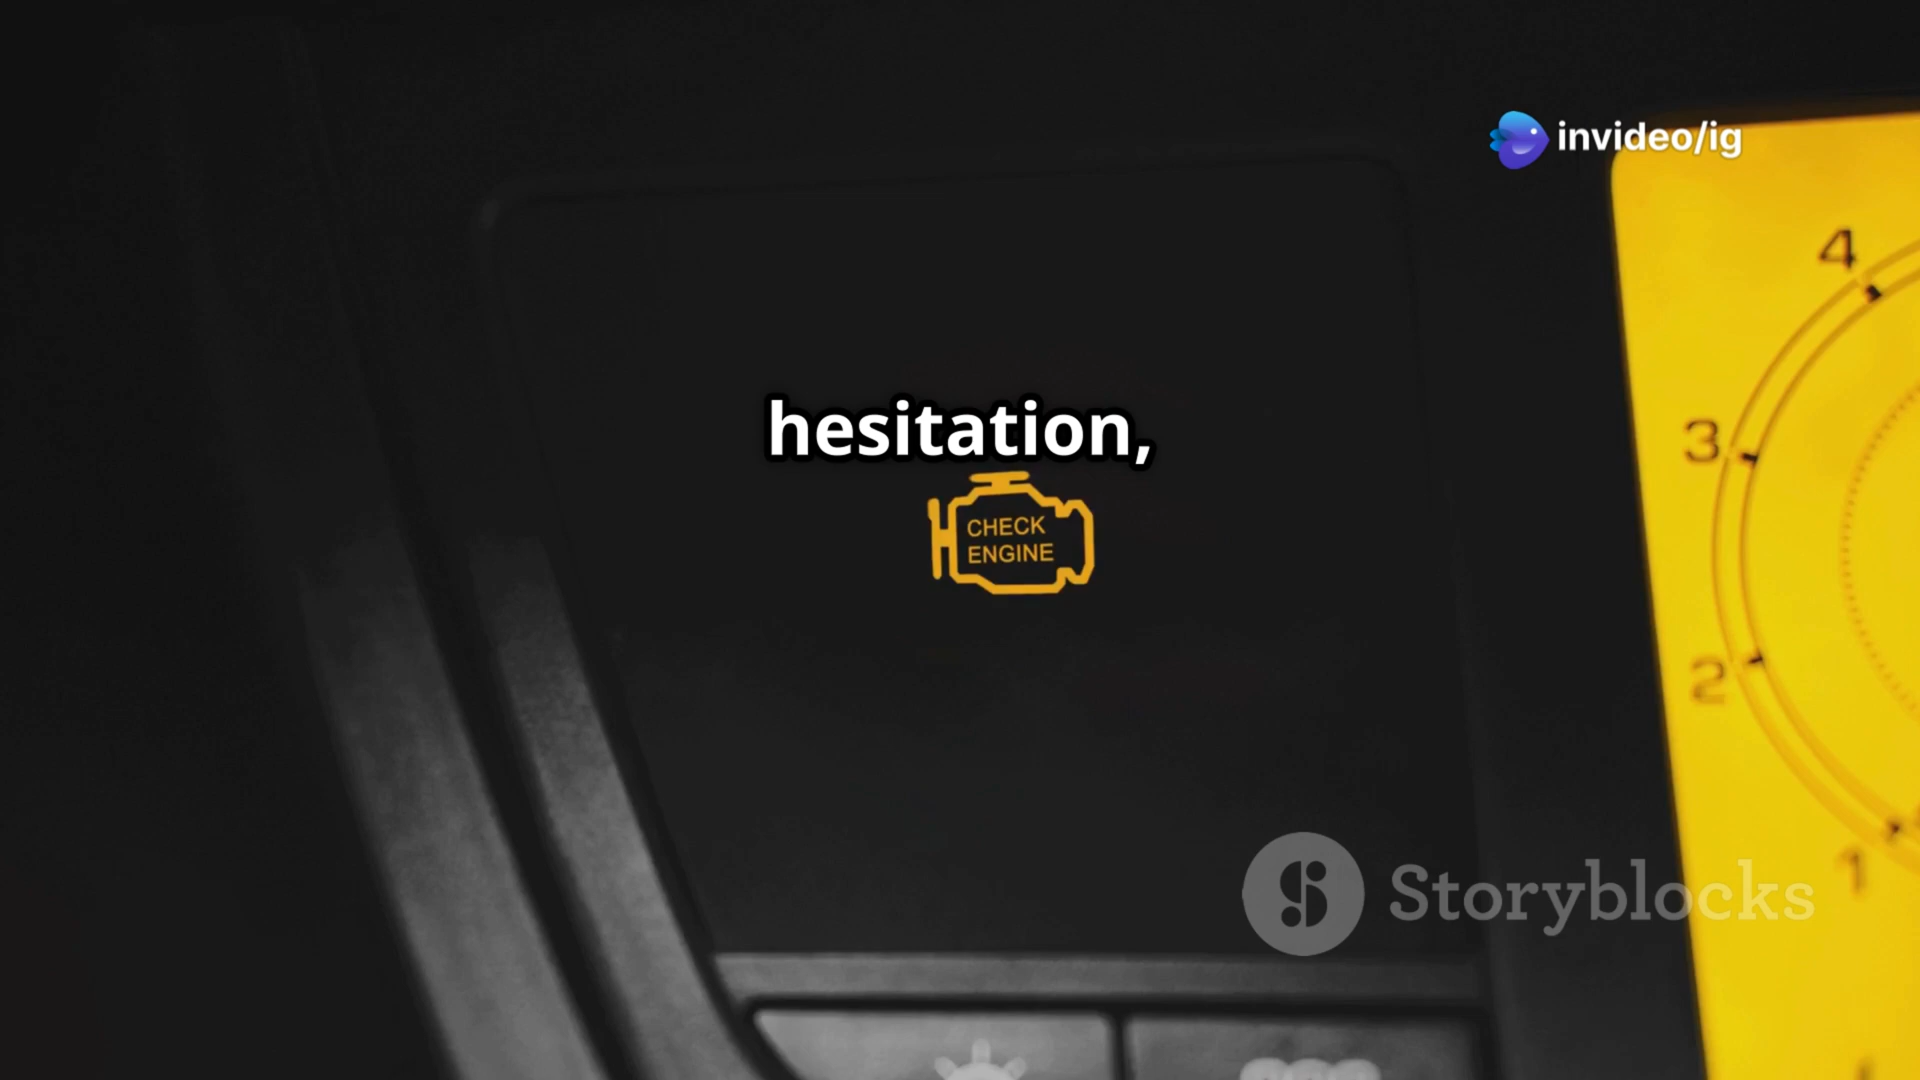 invideo/ig
4
hesitation,
3
CHECK
ENGINE
2
1
Storyblocks